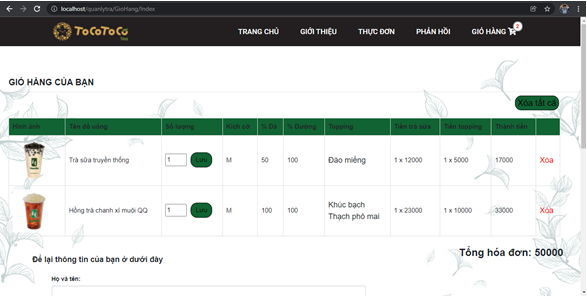 localhost/quanlytra/GioHang/Index
TOCOTOCO
Tea
TRANG CHỦ GIỚI THIỆU THỰC ĐƠN PHẢN HỒI GIỎ HÀNG 2
GIỎ HÀNG CỦA BẠN
Xóa tất cả
Hình ảnh Tên đồ uống Số lượng Kích cỡ % Đá % Đường Topping Tiền trà sữa Tiền topping Thành tiền
Trà sữa truyền thống 1 Lưu M 50 100 Đào miếng 1 x 12000 1 x 5000 17000 Xóa
Hồng trà chanh xí muội QQ 1 Lưu M 100 100 Khúc bạch 1 x 23000 1 x 10000 33000 Xóa
Thạch phô mai
Tổng hóa đơn: 50000
Để lại thông tin của bạn ở dưới đây
Họ và tên: